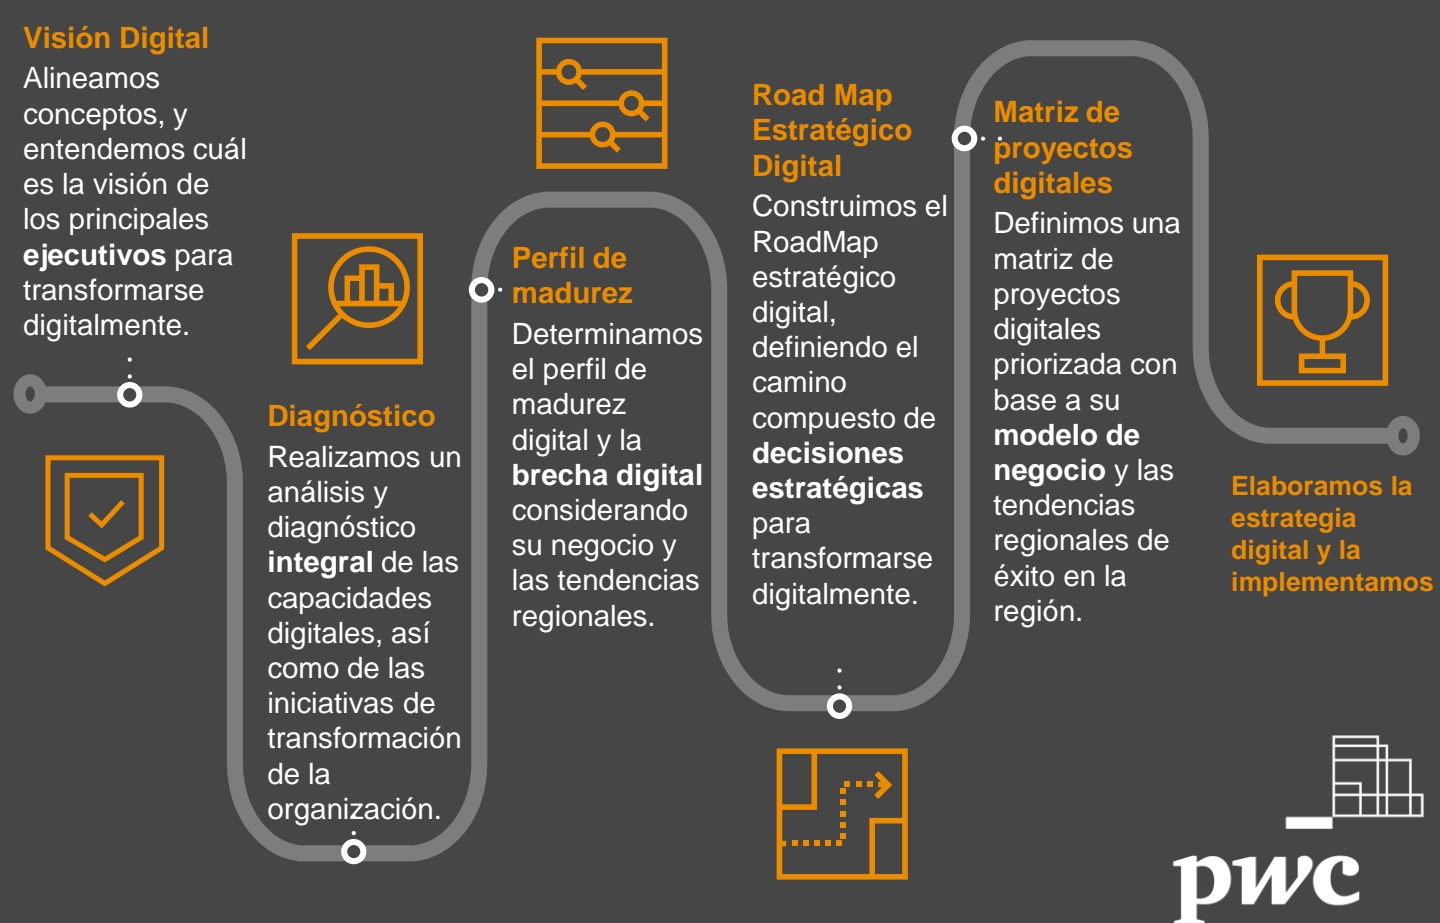 Visión Digital
Alineamos
conceptos, y
entendemos cuál
es la visión de
los principales
ejecutivos para
transformarse
digitalmente.
Diagnóstico
Realizamos un
análisis y
diagnóstico
integral de las
capacidades
digitales, así
como de las
iniciativas de
transformación
de la
organización.
Perfil de
madurez
Determinamos
el perfil de
madurez
digital y la
brecha digital
considerando
su negocio y
las tendencias
regionales.
Road Map
Estratégico
Digital
Construimos el
RoadMap
estratégico
digital,
definiendo el
camino
compuesto de
decisiones
estratégicas
para
transformarse
digitalmente.
Matriz de
proyectos
digitales
Definimos una
matriz de
proyectos
digitales
priorizada con
base a su
modelo de
negocio y las
tendencias
regionales de
éxito en la
región.
Elaboramos la
estrategia
digital y la
implementamos
pwc